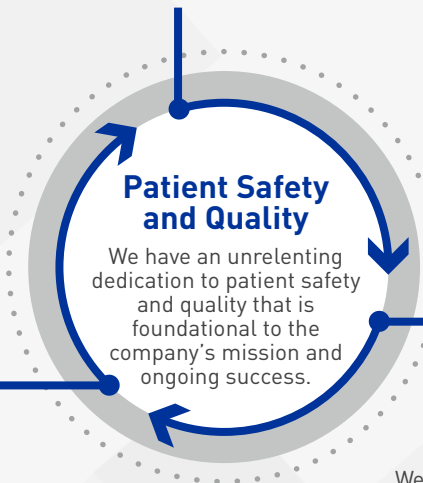 Patient Safety
and Quality
We have an unrelenting
dedication to patient safety
and quality that is
foundational to the
company’s mission and
ongoing success.
We